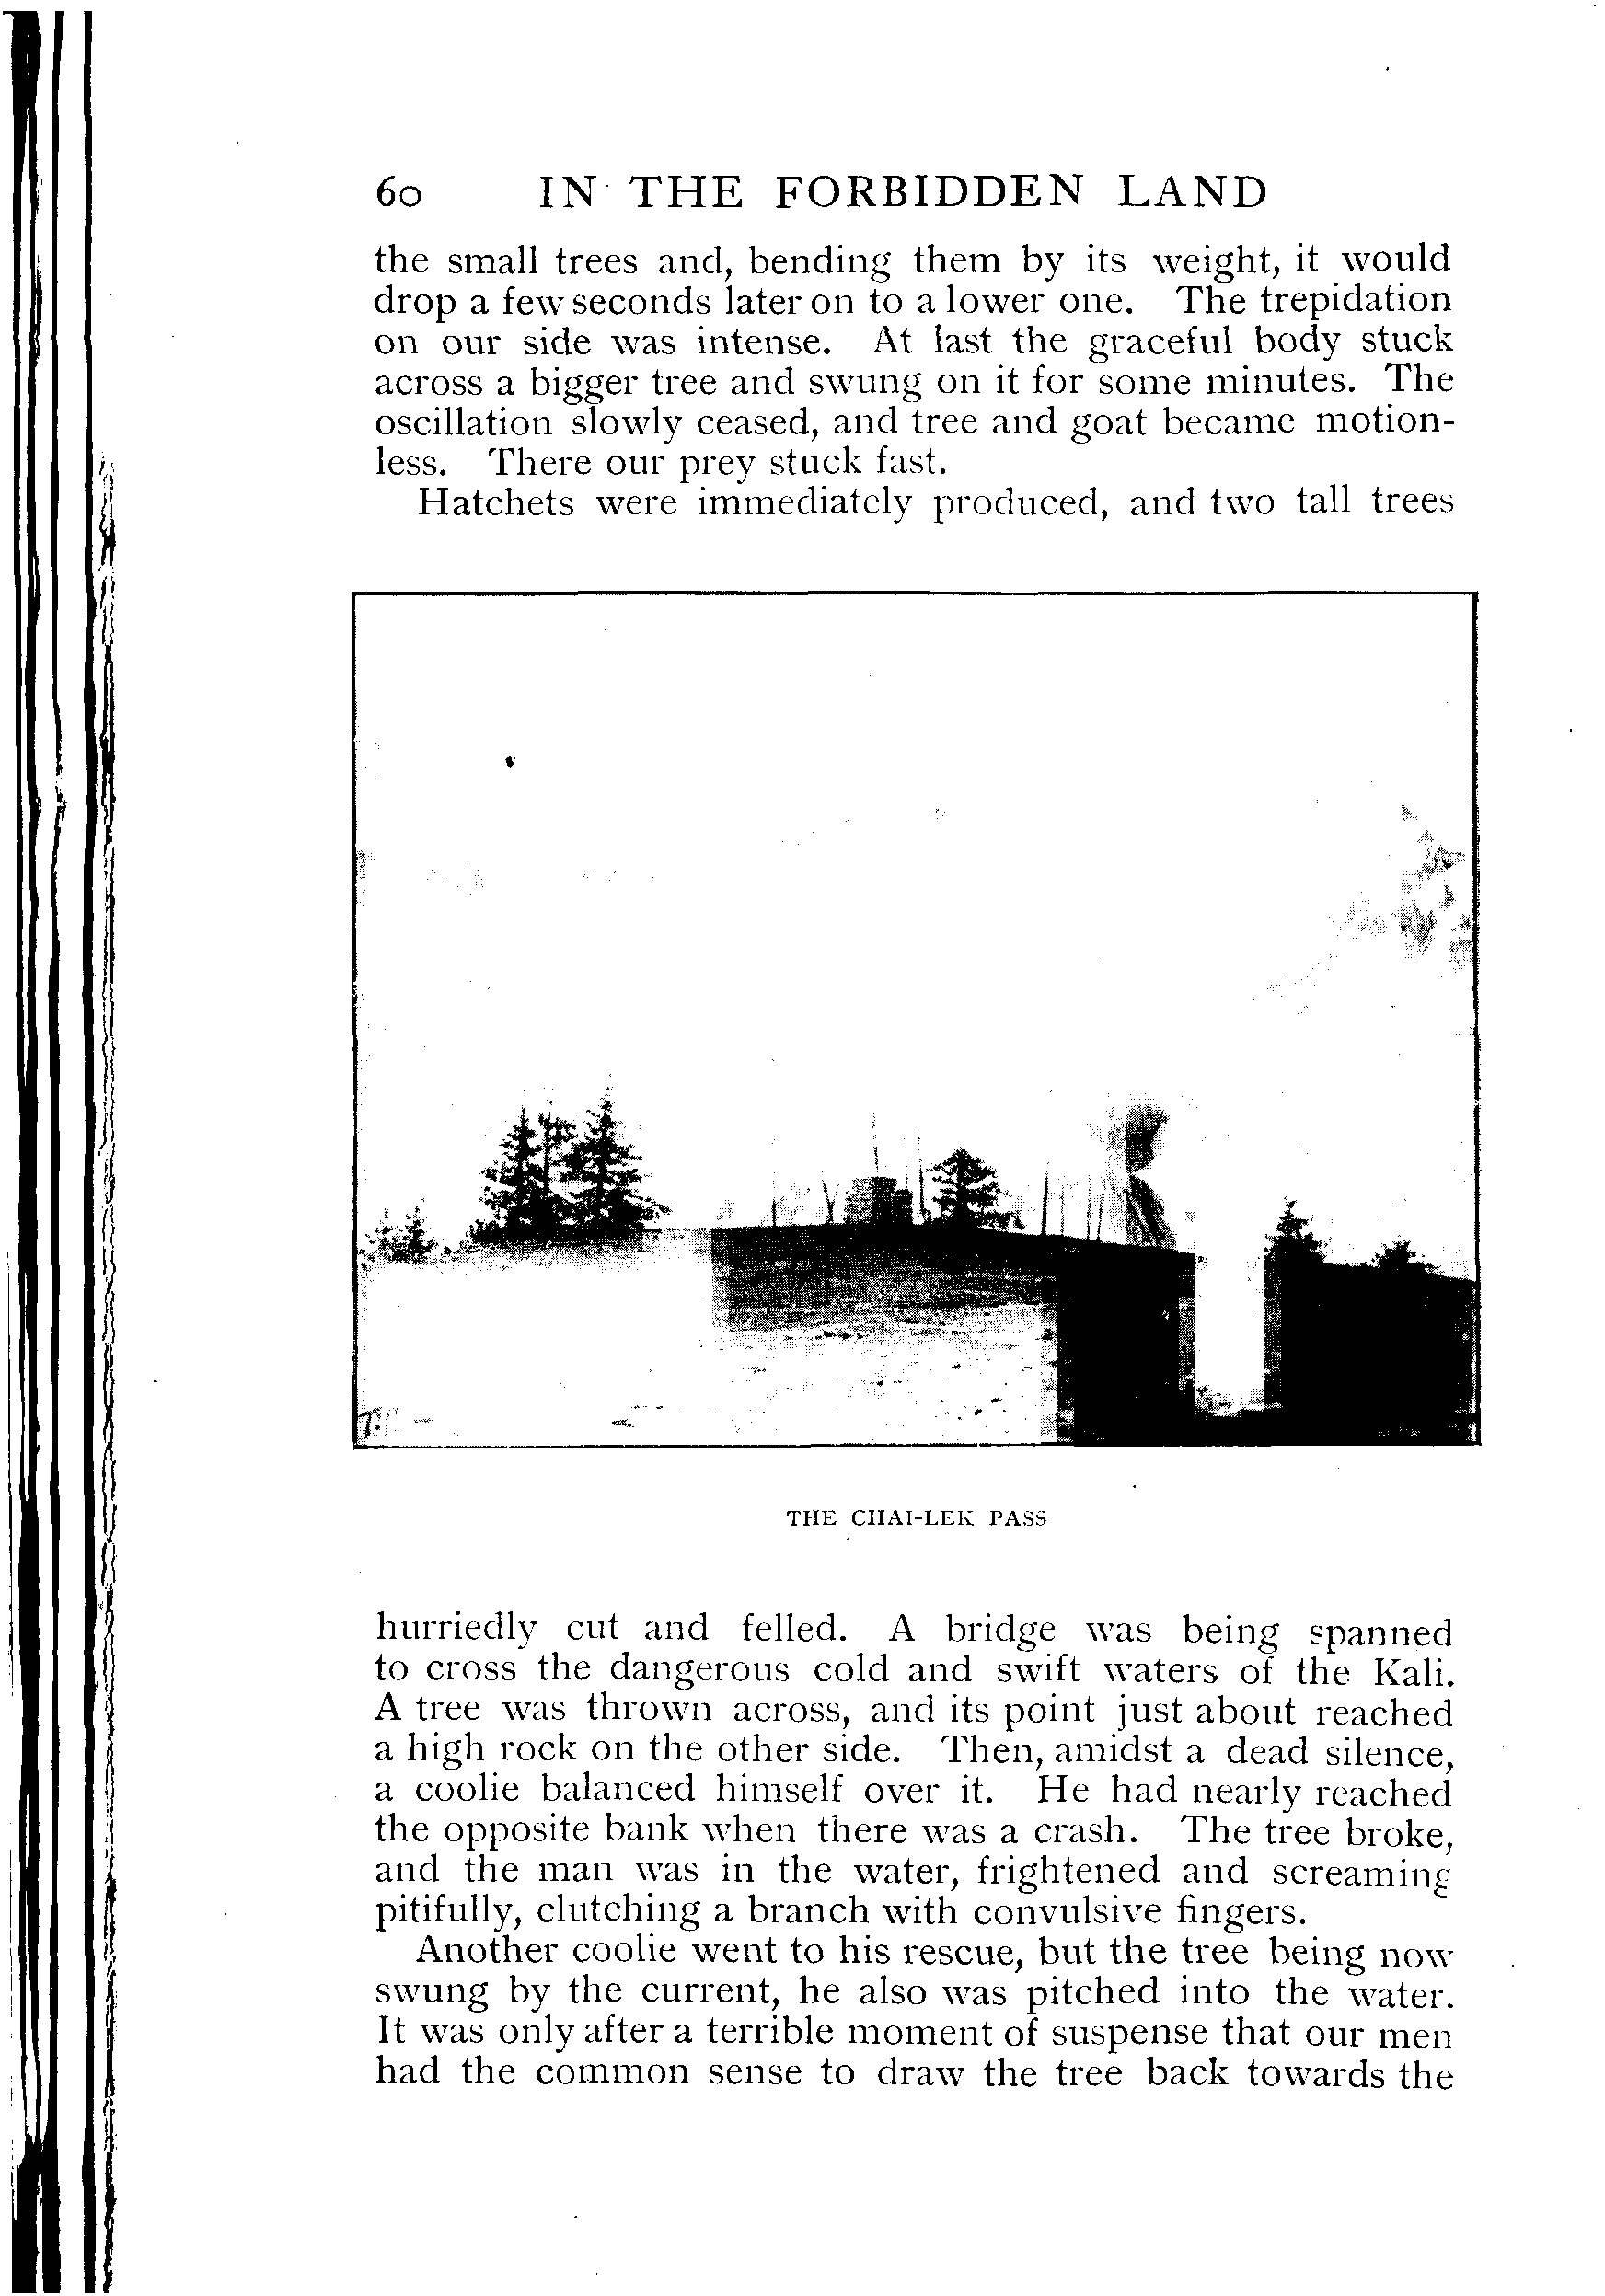 60 IN THE FORBIDDEN LAND
the small trees and, bending them by its weight, it would
drop a few seconds later on to a lower one. The trepidation
on our side was intense. At last the graceful body stuck
across a bigger tree and swung on it for some minutes. The
oscillation slowly ceased, and tree and goat became motion-
less. There our prey stuck fast.
Hatchets were immediately produced, and two tall trees
THE CHAI-LEK PASS
hurriedly cut and felled. A bridge was being spanned
to cross the dangerous cold and swift waters of the Kali.
A tree was thrown across, and its point just about reached
a high rock on the other side. Then, amidst a dead silence,
a coolie balanced himself over it. He had nearly reached
the opposite bank when there was a crash. The tree broke,
and the man was in the water, frightened and screaming
pitifully, clutching a branch with convulsive fingers.
Another coolie went to his rescue, but the tree being now
swung by the current, he also was pitched into the water.
It was only after a terrible moment of suspense that our men
had the common sense to draw the tree back towards the